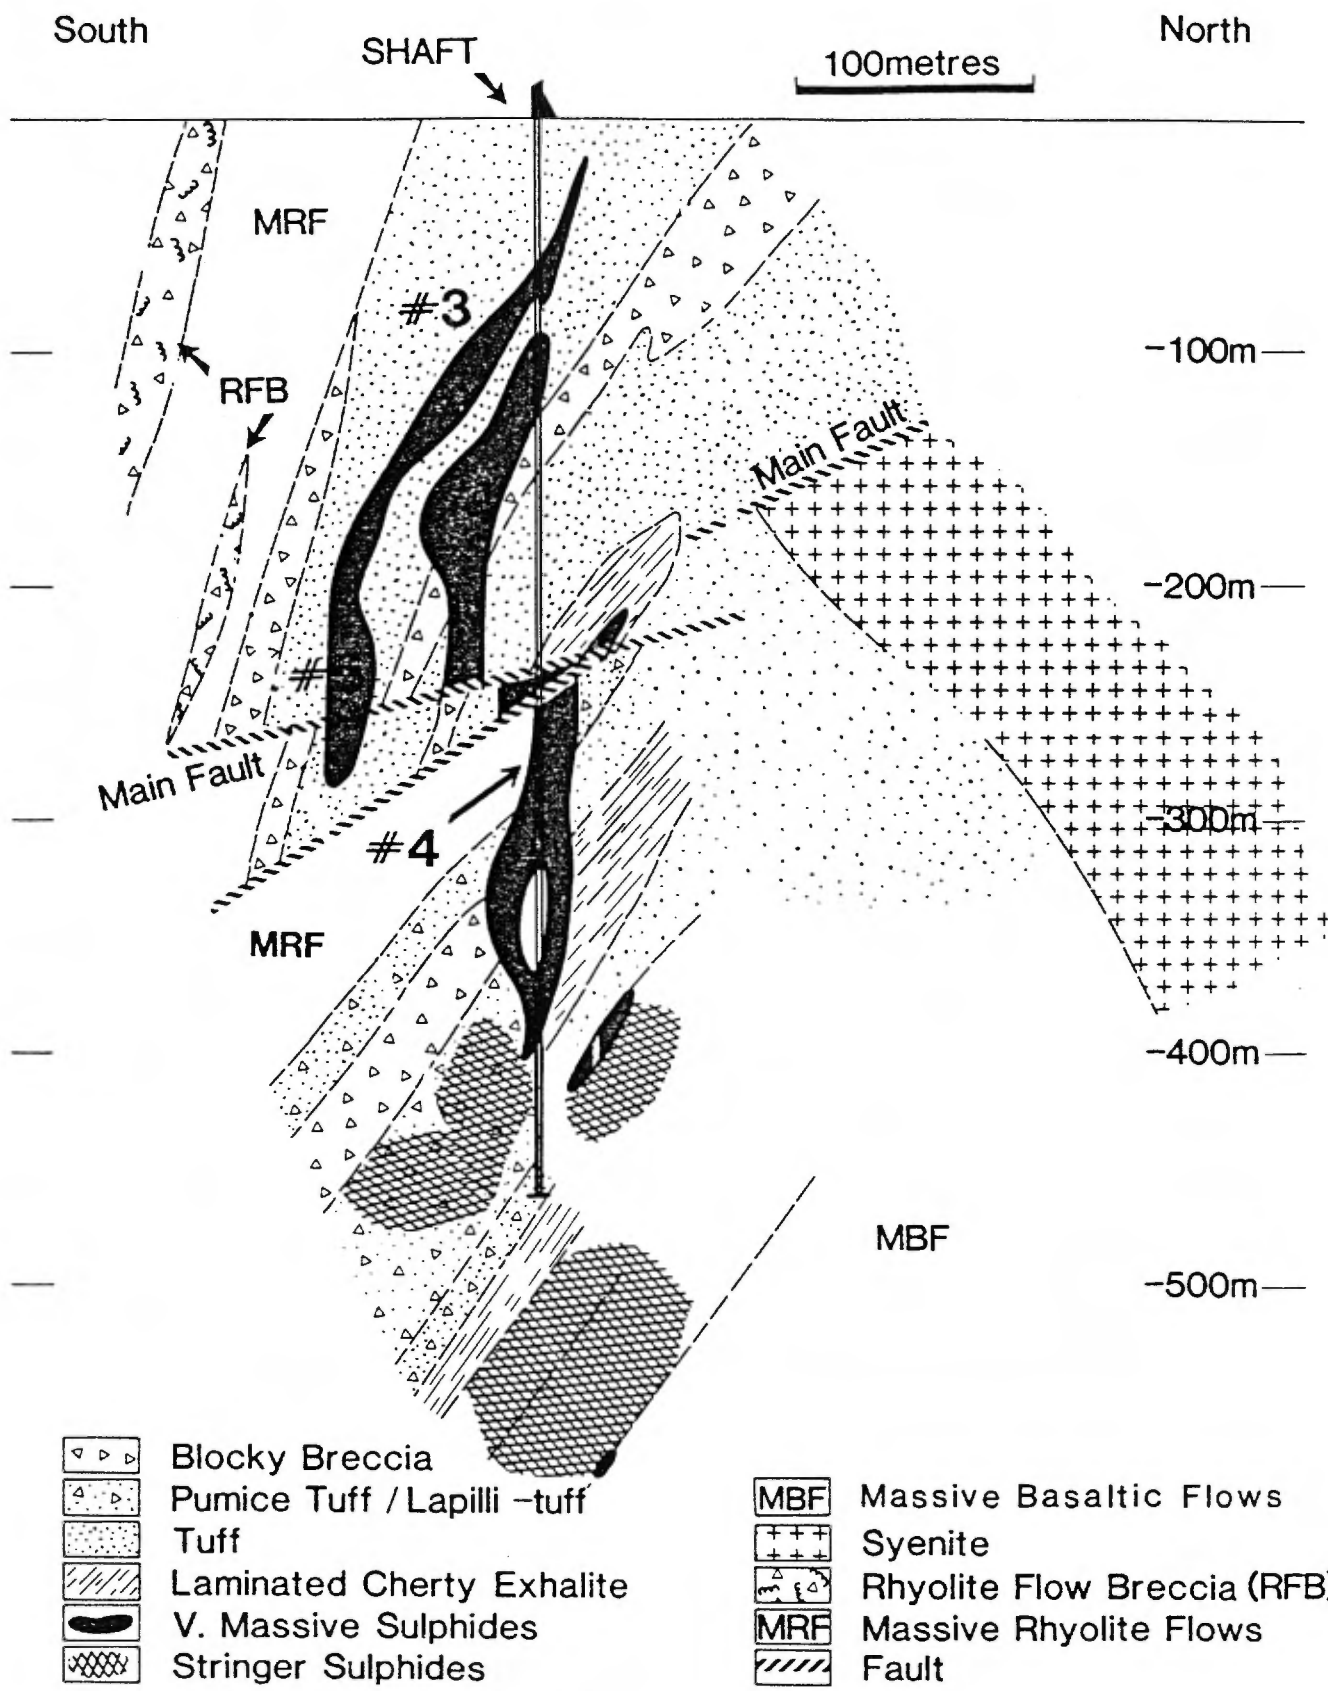 South
North
SHAFT
100metres
MRF
#3
-100m
RFB
Main Fault
-200m
#
Main Fault
-300m
#4
MRF
-400m
MBF
-500m
Blocky Breccia
Pumice Tuff / Lapilli -tuff
Tuff
Laminated Cherty Exhalite
V. Massive Sulphides
Stringer Sulphides
MBF Massive Basaltic Flows
Syenite
Rhyolite Flow Breccia (RFB)
MRF Massive Rhyolite Flows
Fault